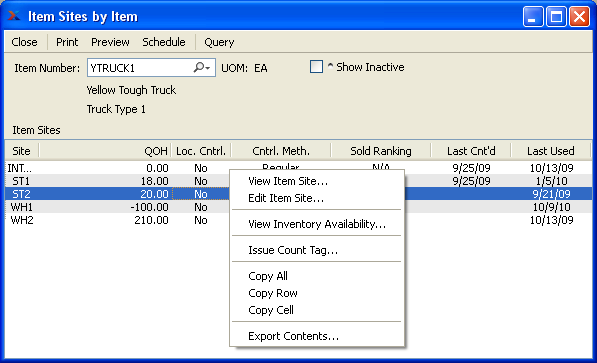 Item Sites by Item
Close Print Preview Schedule Query
Item Number: YTRUCK1 UOM: EA ^ Show Inactive
Yellow Tough Truck
Truck Type 1
Item Sites
Site QOH Loc. Cntrl. Cntrl. Meth. Sold Ranking Last Cnt'd Last Used
INT... 0.00 No Regular N/A 9/25/09 10/13/09
ST1 18.00 No 9/25/09 1/5/10
ST2 20.00 No 9/21/09
WH1 -100.00 No 10/9/10
WH2 210.00 No 10/13/09
View Item Site...
Edit Item Site...
View Inventory Availability...
Issue Count Tag...
Copy All
Copy Row
Copy Cell
Export Contents...